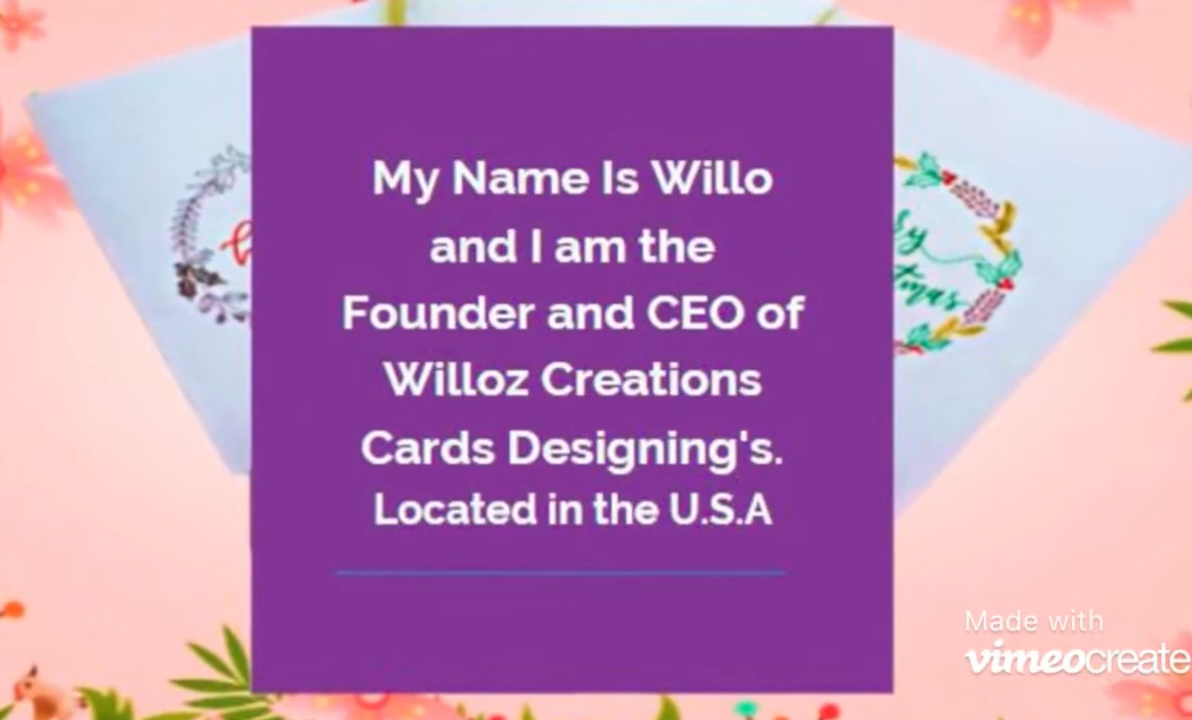 My Name Is Willo
and I am the
Founder and CEO of
Willoz Creations
Cards Designing's.
Located in the U.S.A
Made with
vimeocreate